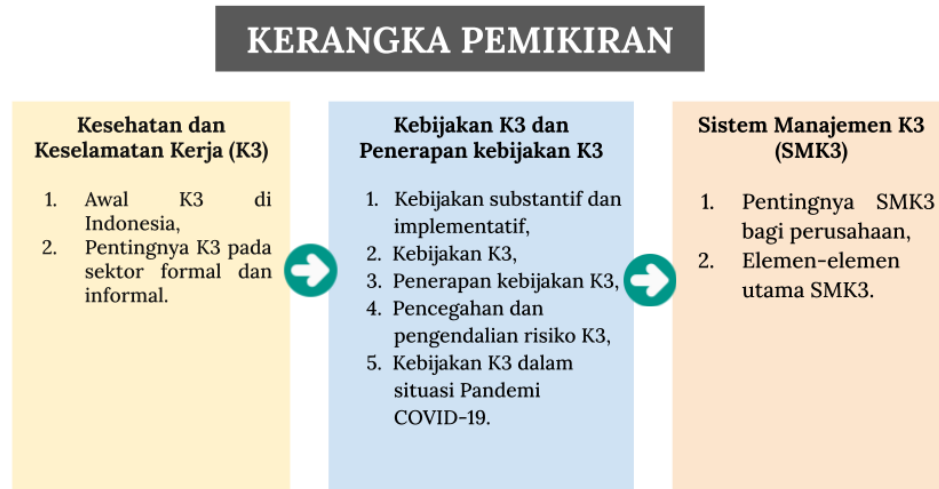 KERANGKA PEMIKIRAN
Kesehatan dan
Keselamatan Kerja (K3)
1. Awal K3 di
Indonesia,
2. Pentingnya K3 pada
sektor formal dan
informal.
Kebijakan K3 dan
Penerapan kebijakan K3
1. Kebijakan substantif dan
implementatif,
2. Kebijakan K3,
3. Penerapan kebijakan K3,
4. Pencegahan dan
pengendalian risiko K3,
5. Kebijakan K3 dalam
situasi Pandemi
COVID-19.
Sistem Manajemen K3
(SMK3)
1. Pentingnya SMK3
bagi perusahaan,
2. Elemen-elemen
utama SMK3.